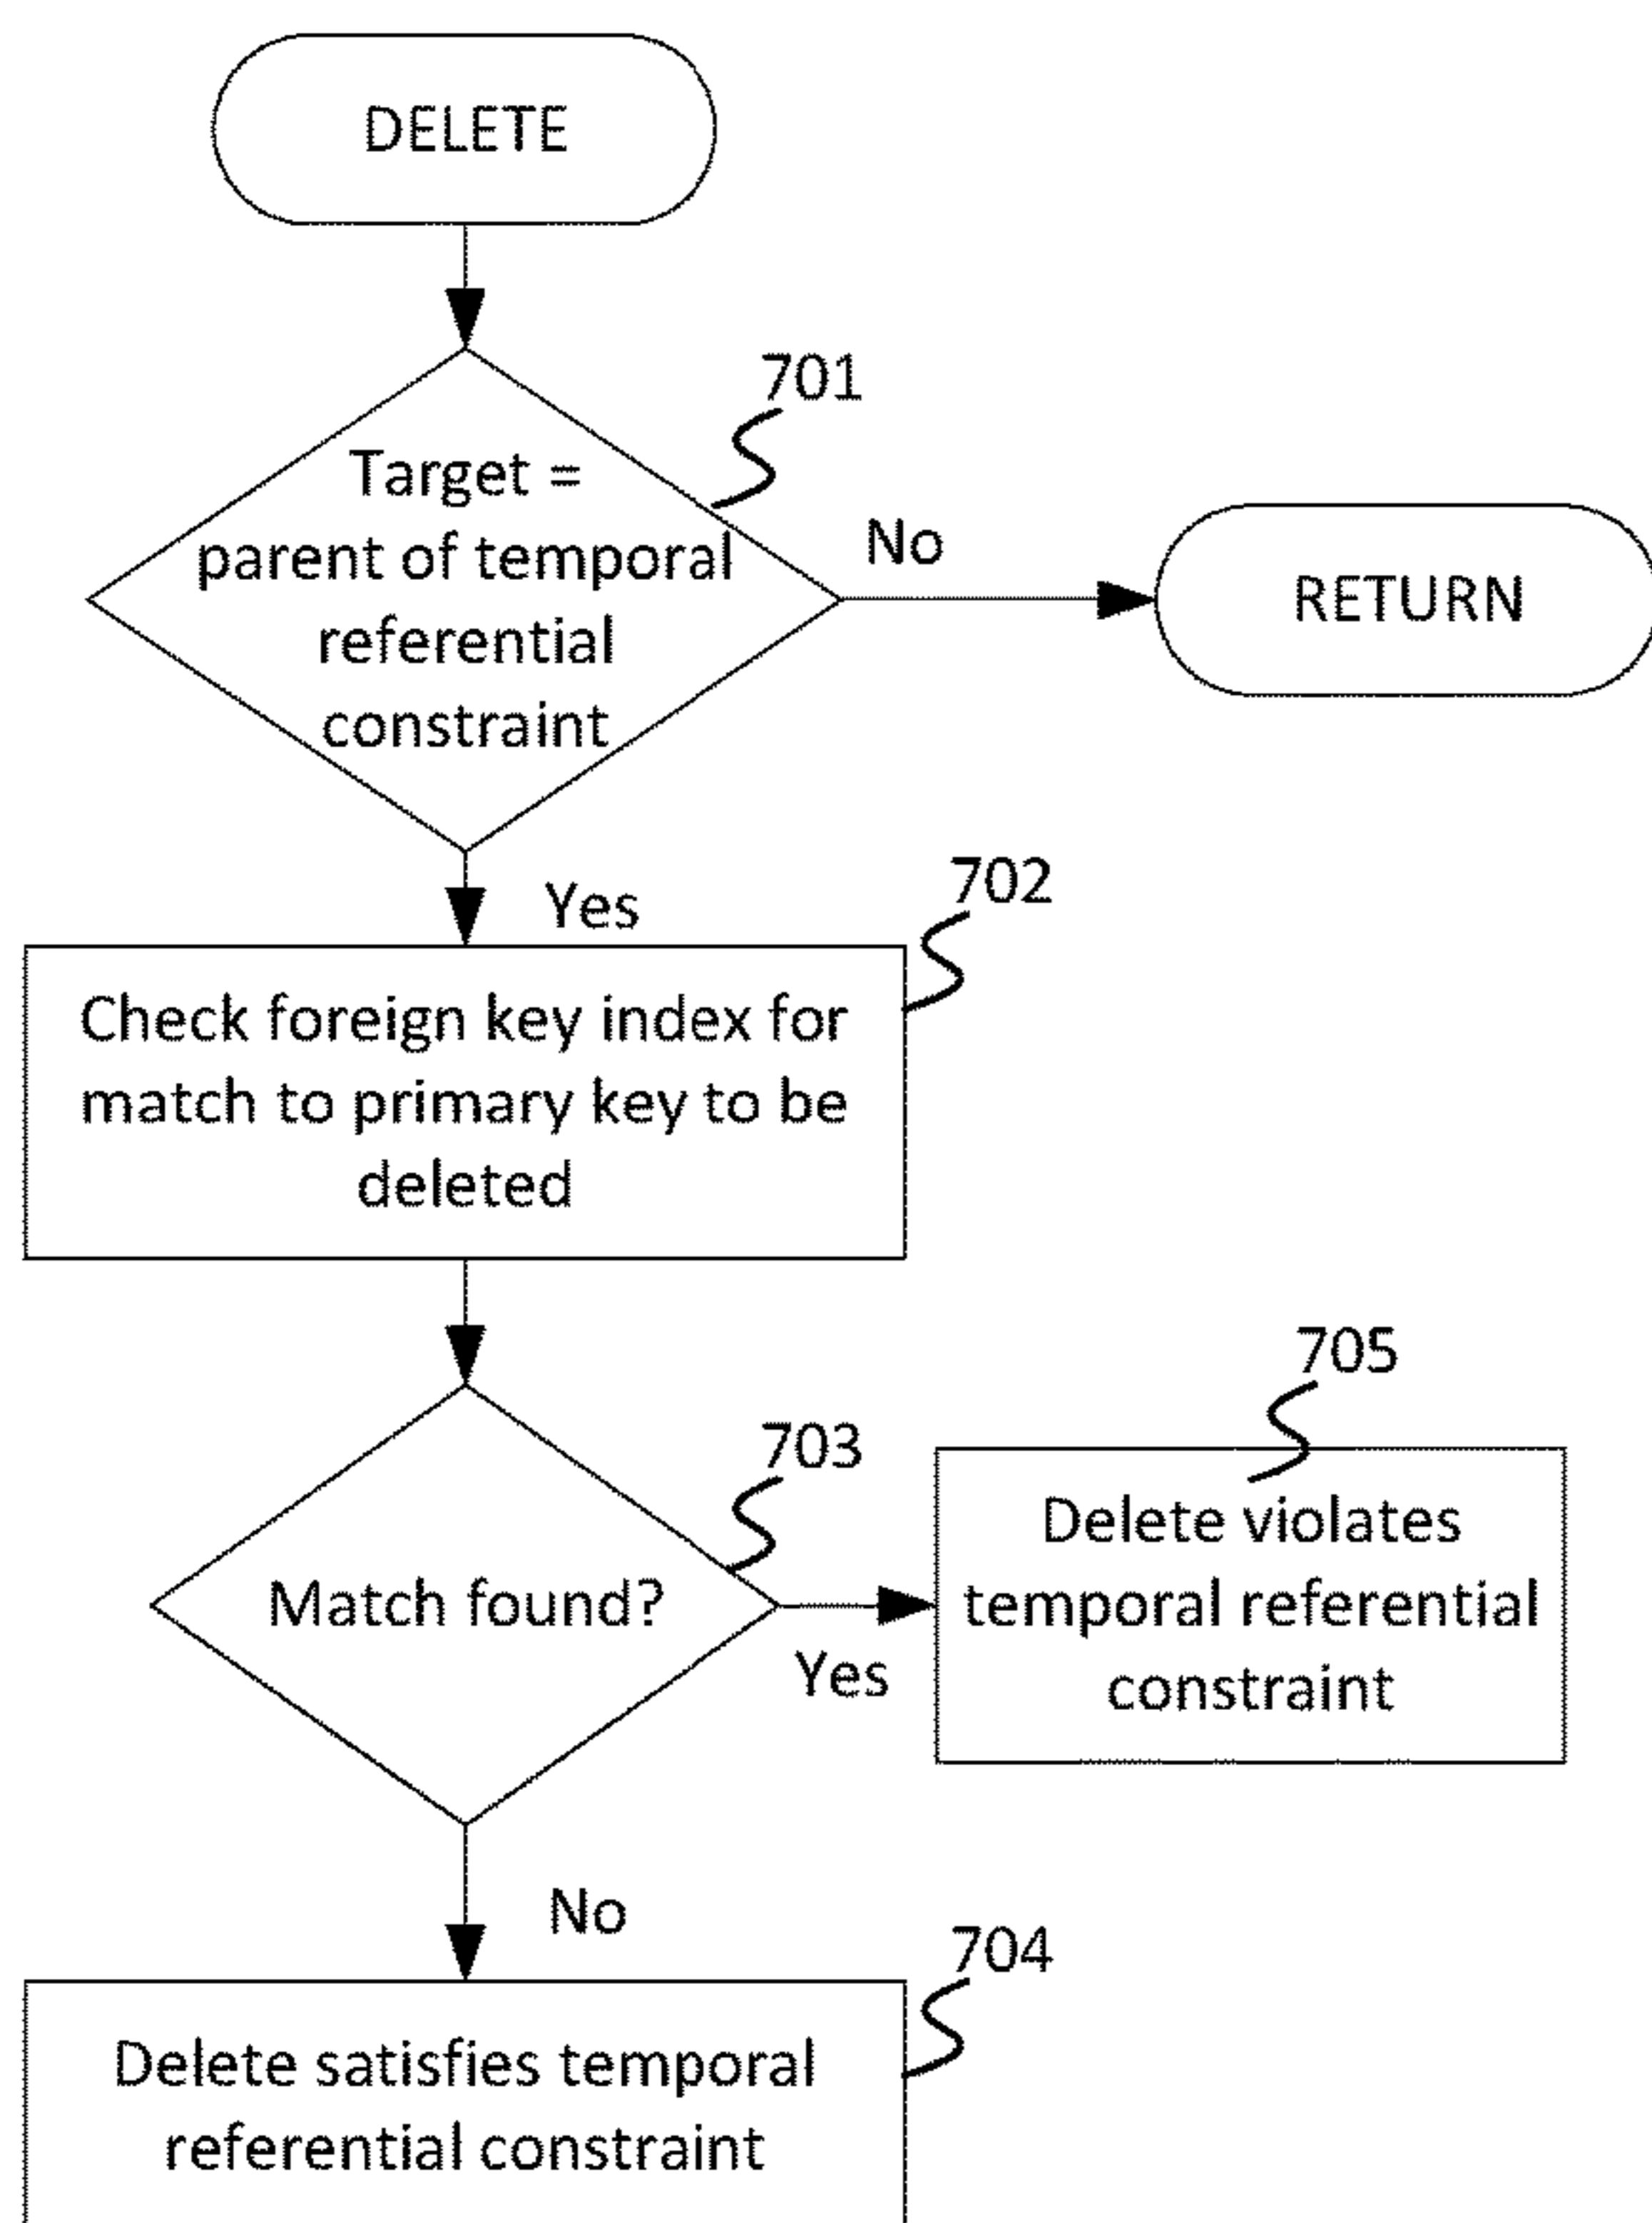 DELETE
701
Target =
parent of temporal
referential
constraint
No
RETURN
Yes
702
Check foreign key index for
match to primary key to be
deleted
703
Match found?
Yes
705
Delete violates
temporal referential
constraint
No
704
Delete satisfies temporal
referential constraint